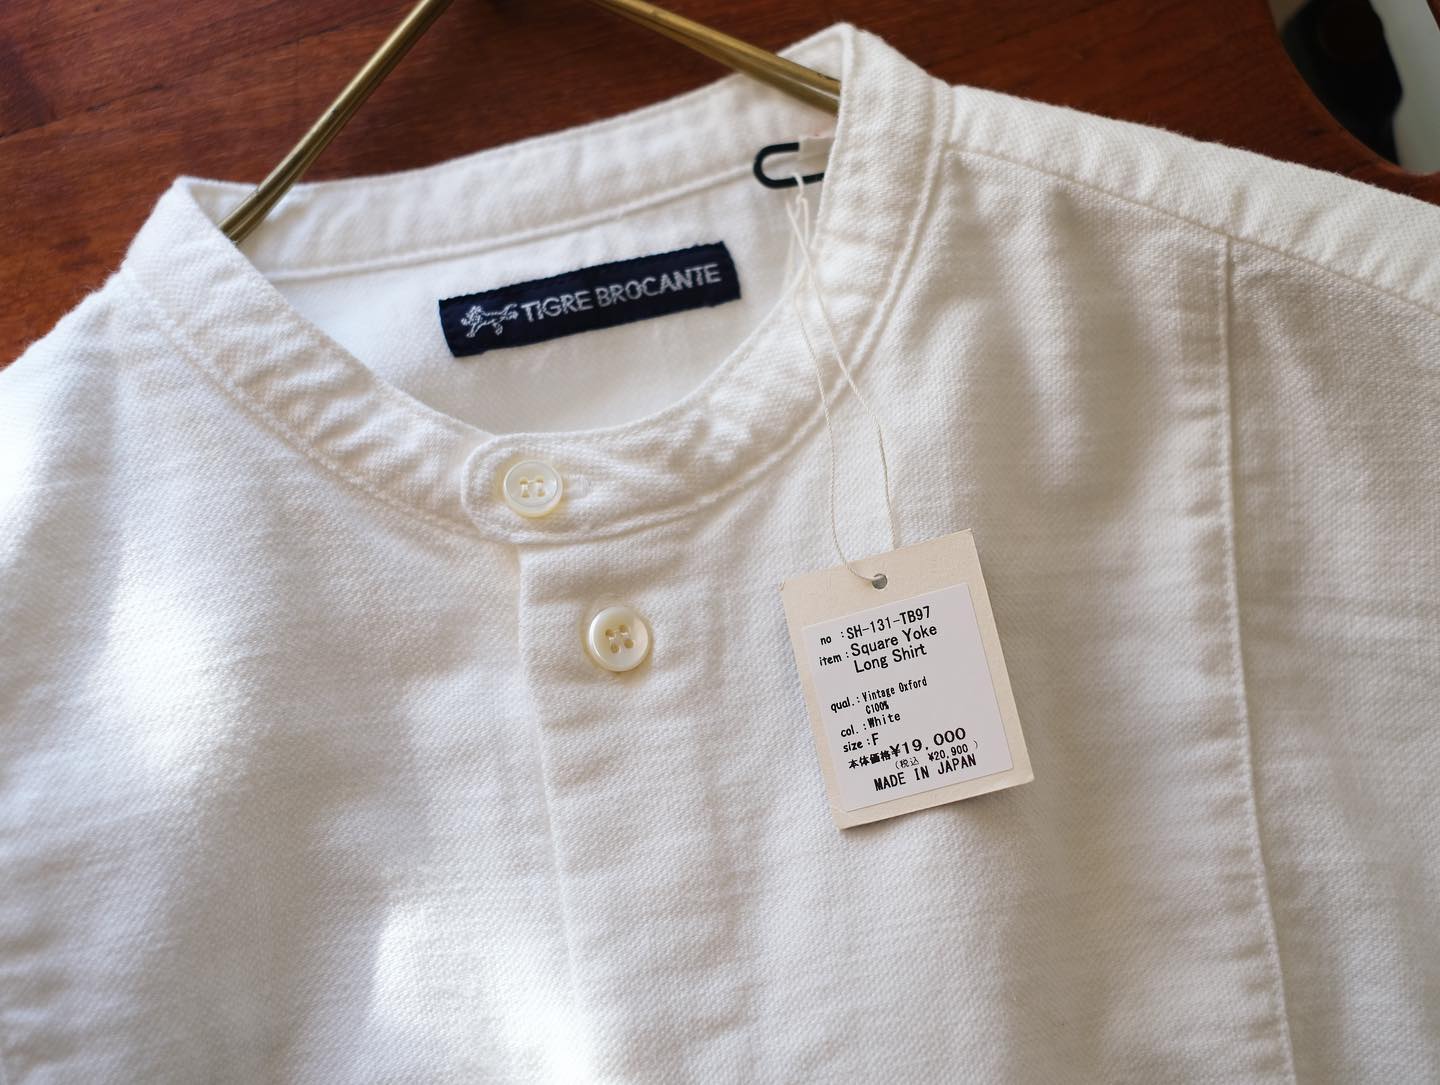 TIGRE BROCANTE
no :SH-131-TB97
item:Square Yoke
Long Shirt
qual.:Vintage Oxford
C100%
col.:White
size:F
本体価格¥19,000
(税込 ¥20,900 )
MADE IN JAPAN